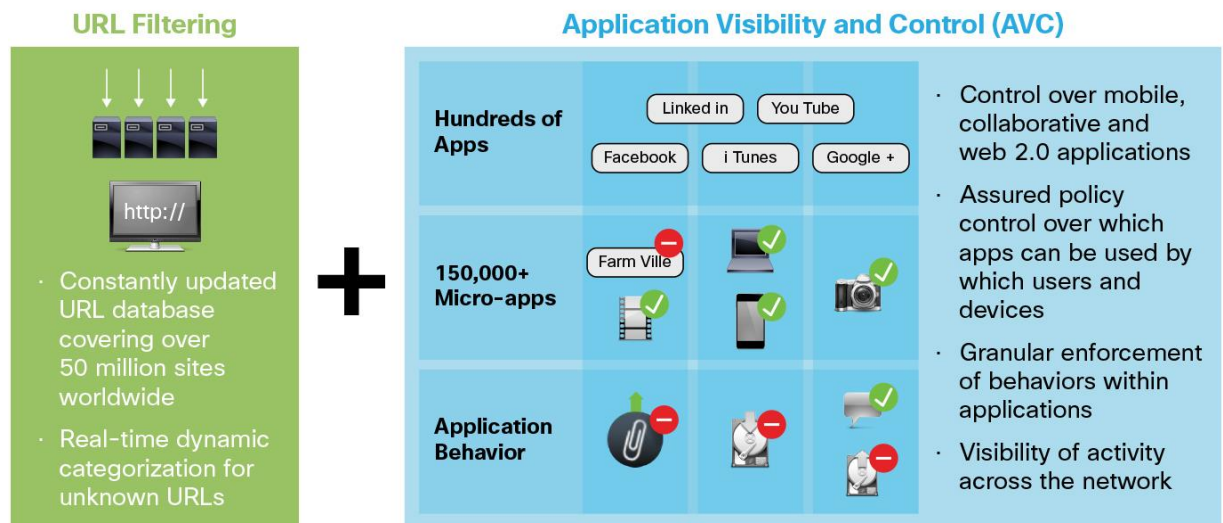 URL Filtering
http://
· Constantly updated
URL database
covering over
50 million sites
worldwide
· Real-time dynamic
categorization for
unknown URLs
Application Visibility and Control (AVC)
Hundreds of
Apps
Linked in
You Tube
Facebook
i Tunes
Google +
150,000+
Micro-apps
Farm Ville
Application
Behavior
· Control over mobile,
collaborative and
web 2.0 applications
· Assured policy
control over which
apps can be used by
which users and
devices
· Granular enforcement
of behaviors within
applications
· Visibility of activity
across the network